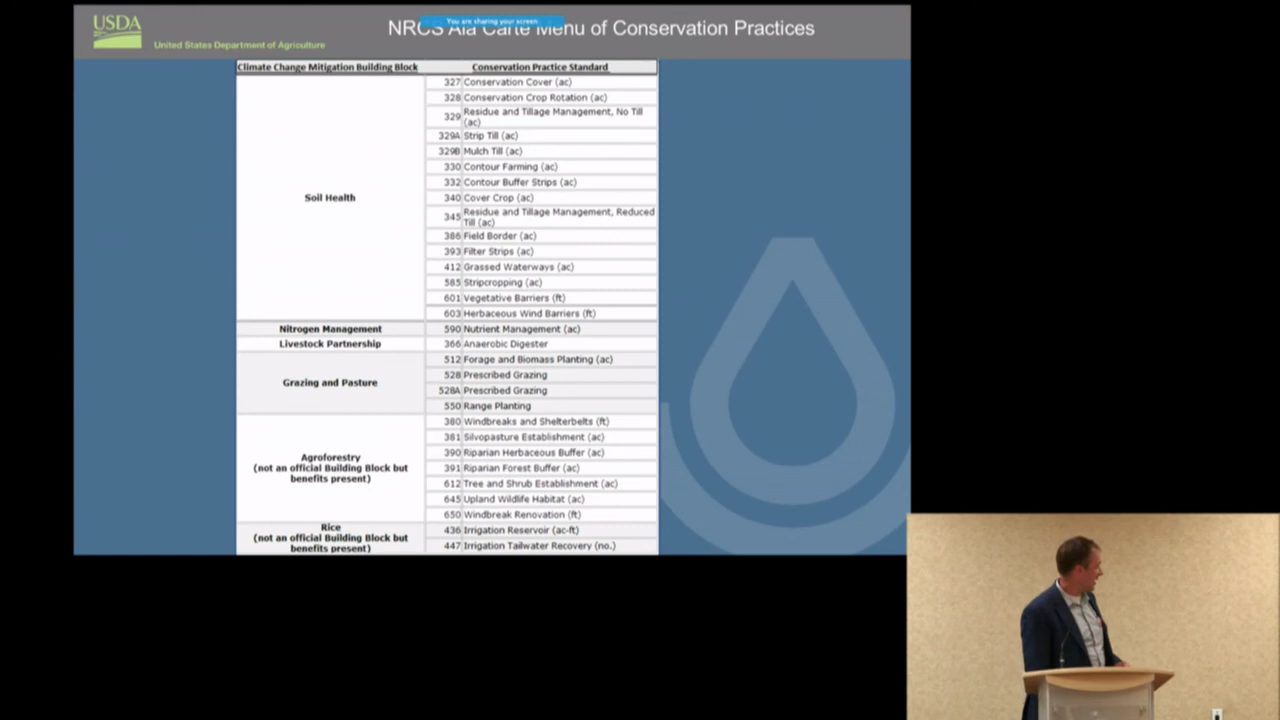 USDA
United States Department of Agriculture
You are sharing your screen.
NRCS Ala Carte Menu of Conservation Practices
Climate Change Mitigation Building Block Conservation Practice Standard
Soil Health
327 Conservation Cover (ac)
328 Conservation Crop Rotation (ac)
329 Residue and Tillage Management, No Till
(ac)
329A Strip Till (ac)
329B Mulch Till (ac)
330 Contour Farming (ac)
332 Contour Buffer Strips (ac)
340 Cover Crop (ac)
345 Residue and Tillage Management, Reduced
Till (ac)
386 Field Border (ac)
393 Filter Strips (ac)
412 Grassed Waterways (ac)
585 Stripcropping (ac)
601 Vegetative Barriers (ft)
603 Herbaceous Wind Barriers (ft)
Nitrogen Management 590 Nutrient Management (ac)
Livestock Partnership 366 Anaerobic Digester
Grazing and Pasture
512 Forage and Biomass Planting (ac)
528 Prescribed Grazing
528A Prescribed Grazing
550 Range Planting
Agroforestry
(not an official Building Block but
benefits present)
380 Windbreaks and Shelterbelts (ft)
381 Silvopasture Establishment (ac)
390 Riparian Herbaceous Buffer (ac)
391 Riparian Forest Buffer (ac)
612 Tree and Shrub Establishment (ac)
645 Upland Wildlife Habitat (ac)
650 Windbreak Renovation (ft)
Rice
(not an official Building Block but
benefits present)
436 Irrigation Reservoir (ac-ft)
447 Irrigation Tailwater Recovery (no.)